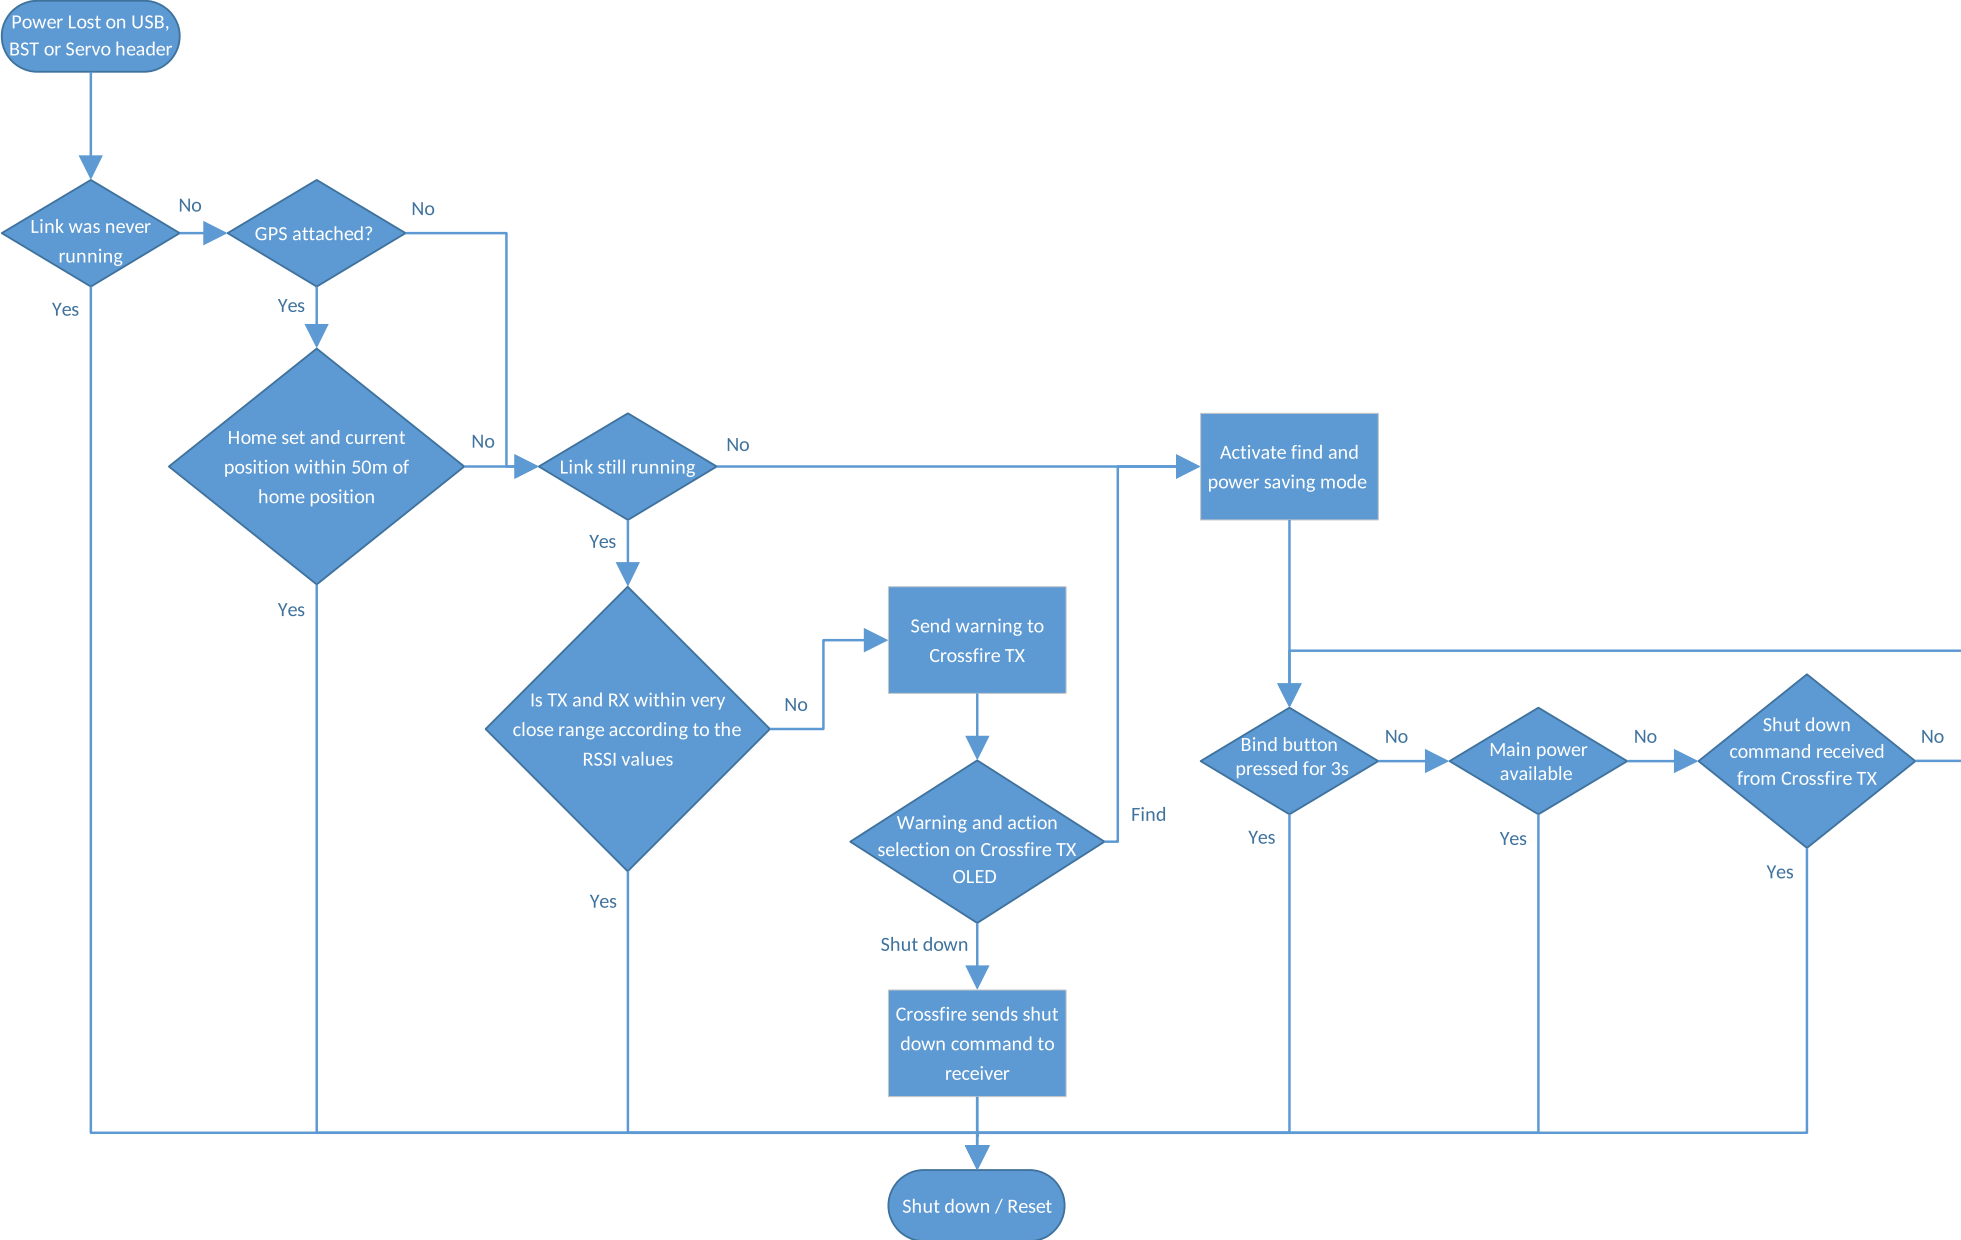 Power Lost on USB,
BST or Servo header
Link was never
running
No
Yes
GPS attached?
No
Yes
Home set and current
position within 50m of
home position
No
Yes
Link still running
No
Yes
Is TX and RX within very
close range according to the
RSSI values
No
Yes
Send warning to
Crossfire TX
Warning and action
selection on Crossfire TX
OLED
Find
Shut down
Crossfire sends shut
down command to
receiver
Activate find and
power saving mode
Bind button
pressed for 3s
No
Yes
Main power
available
No
Yes
Shut down
command received
from Crossfire TX
No
Yes
Shut down / Reset